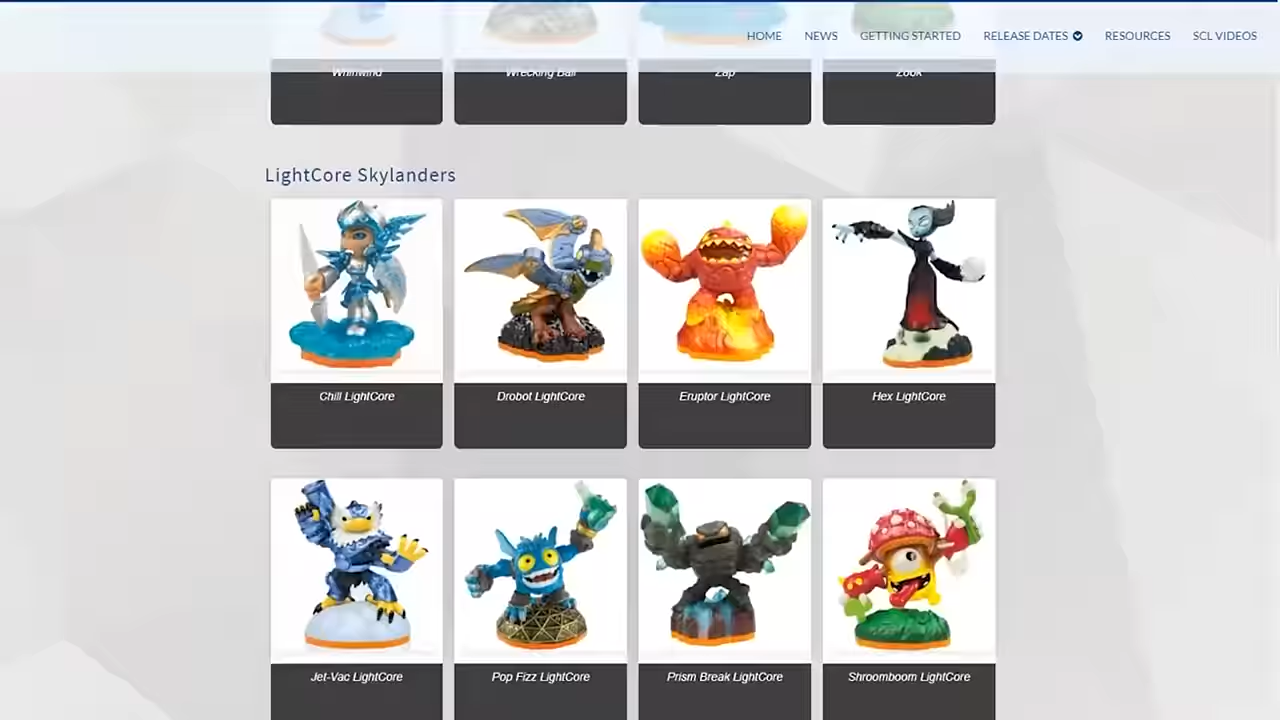 HOME NEWS GETTING STARTED RELEASE DATES RESOURCES SCL VIDEOS
Whirlwind Wrecking Ball Zap Zook
LightCore Skylanders
Chill LightCore Drobot LightCore Eruptor LightCore Hex LightCore
Jet-Vac LightCore Pop Fizz LightCore Prism Break LightCore Shroomboom LightCore